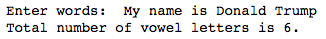 Enter words:  My name is Donald Trump
Total number of vowel letters is 6.